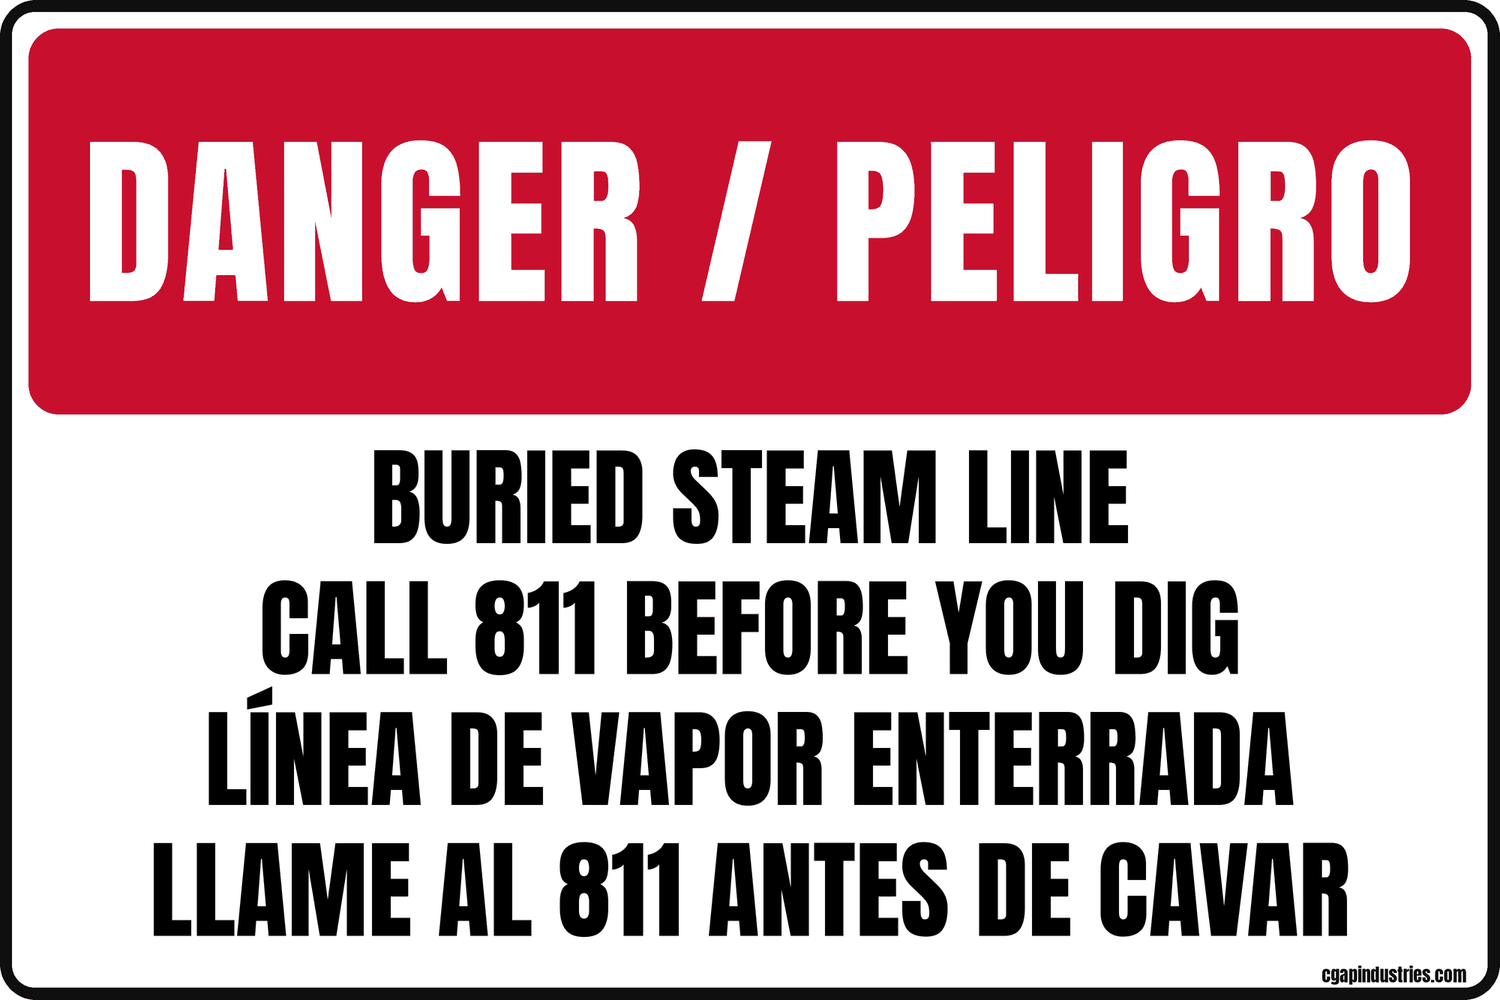 DANGER / PELIGRO
BURIED STEAM LINE
CALL 811 BEFORE YOU DIG
LÍNEA DE VAPOR ENTERRADA
LLAME AL 811 ANTES DE CAVAR
cgapindustries.com